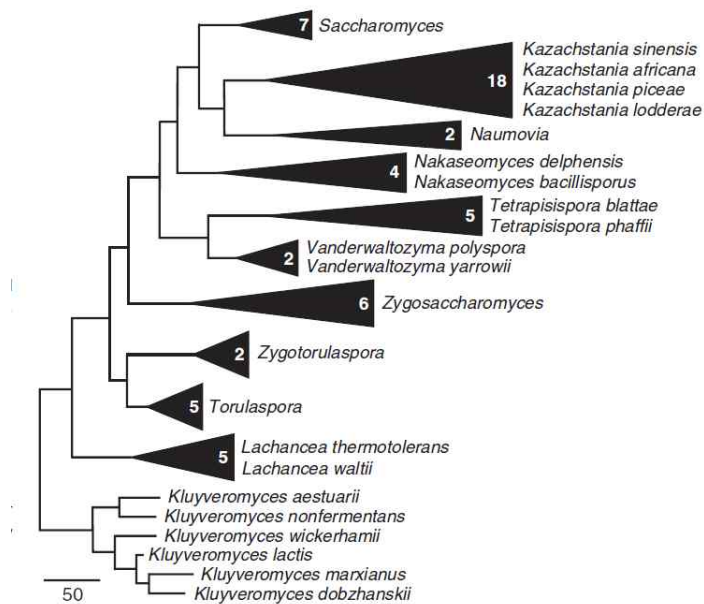 7 Saccharomyces
Kazachstania sinensis
Kazachstania africana
18
Kazachstania piceae
Kazachstania lodderae
2 Naumovia
4
Nakaseomyces delphensis
Nakaseomyces bacillisporus
5
Tetrapisispora blattae
Tetrapisispora phaffii
2
Vanderwaltozyma polyspora
Vanderwaltozyma yarrowii
6 Zygosaccharomyces
2 Zygotorulaspora
5 Torulaspora
5
Lachancea thermotolerans
Lachancea waltii
Kluyveromyces aestuarii
Kluyveromyces nonfermentans
Kluyveromyces wickerhamii
Kluyveromyces lactis
Kluyveromyces marxianus
Kluyveromyces dobzhanskii
50